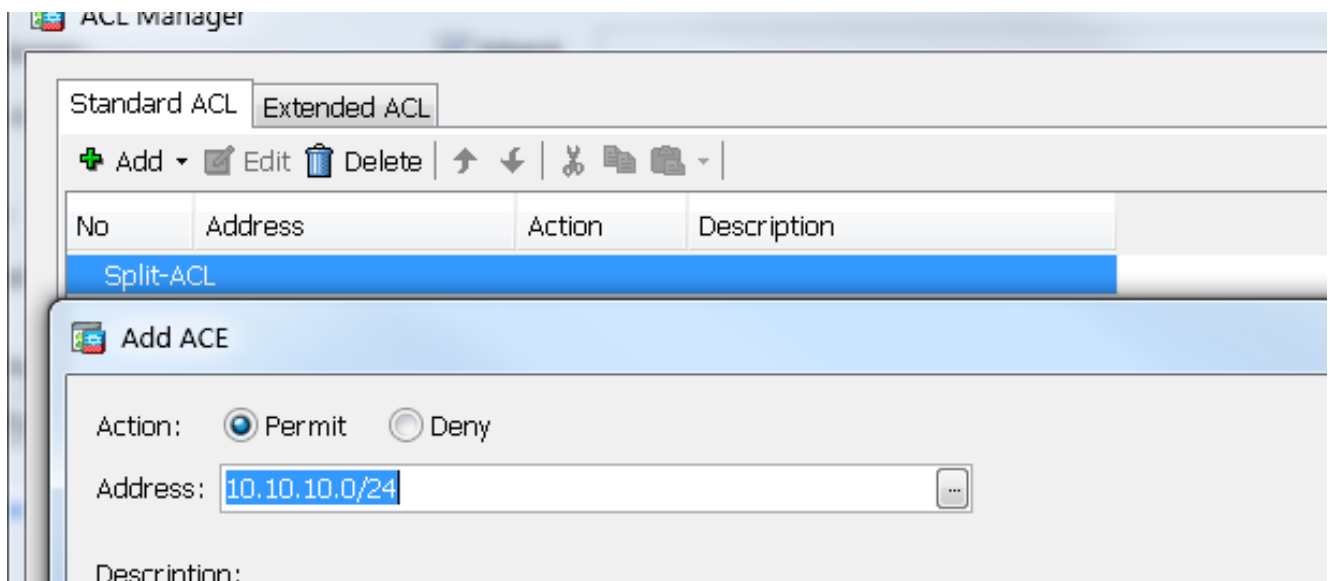 ACL Manager
Standard ACL Extended ACL
Add Edit Delete
No Address Action Description
Split-ACL
Add ACE
Action: Permit Deny
Address: 10.10.10.0/24 ...
Description: